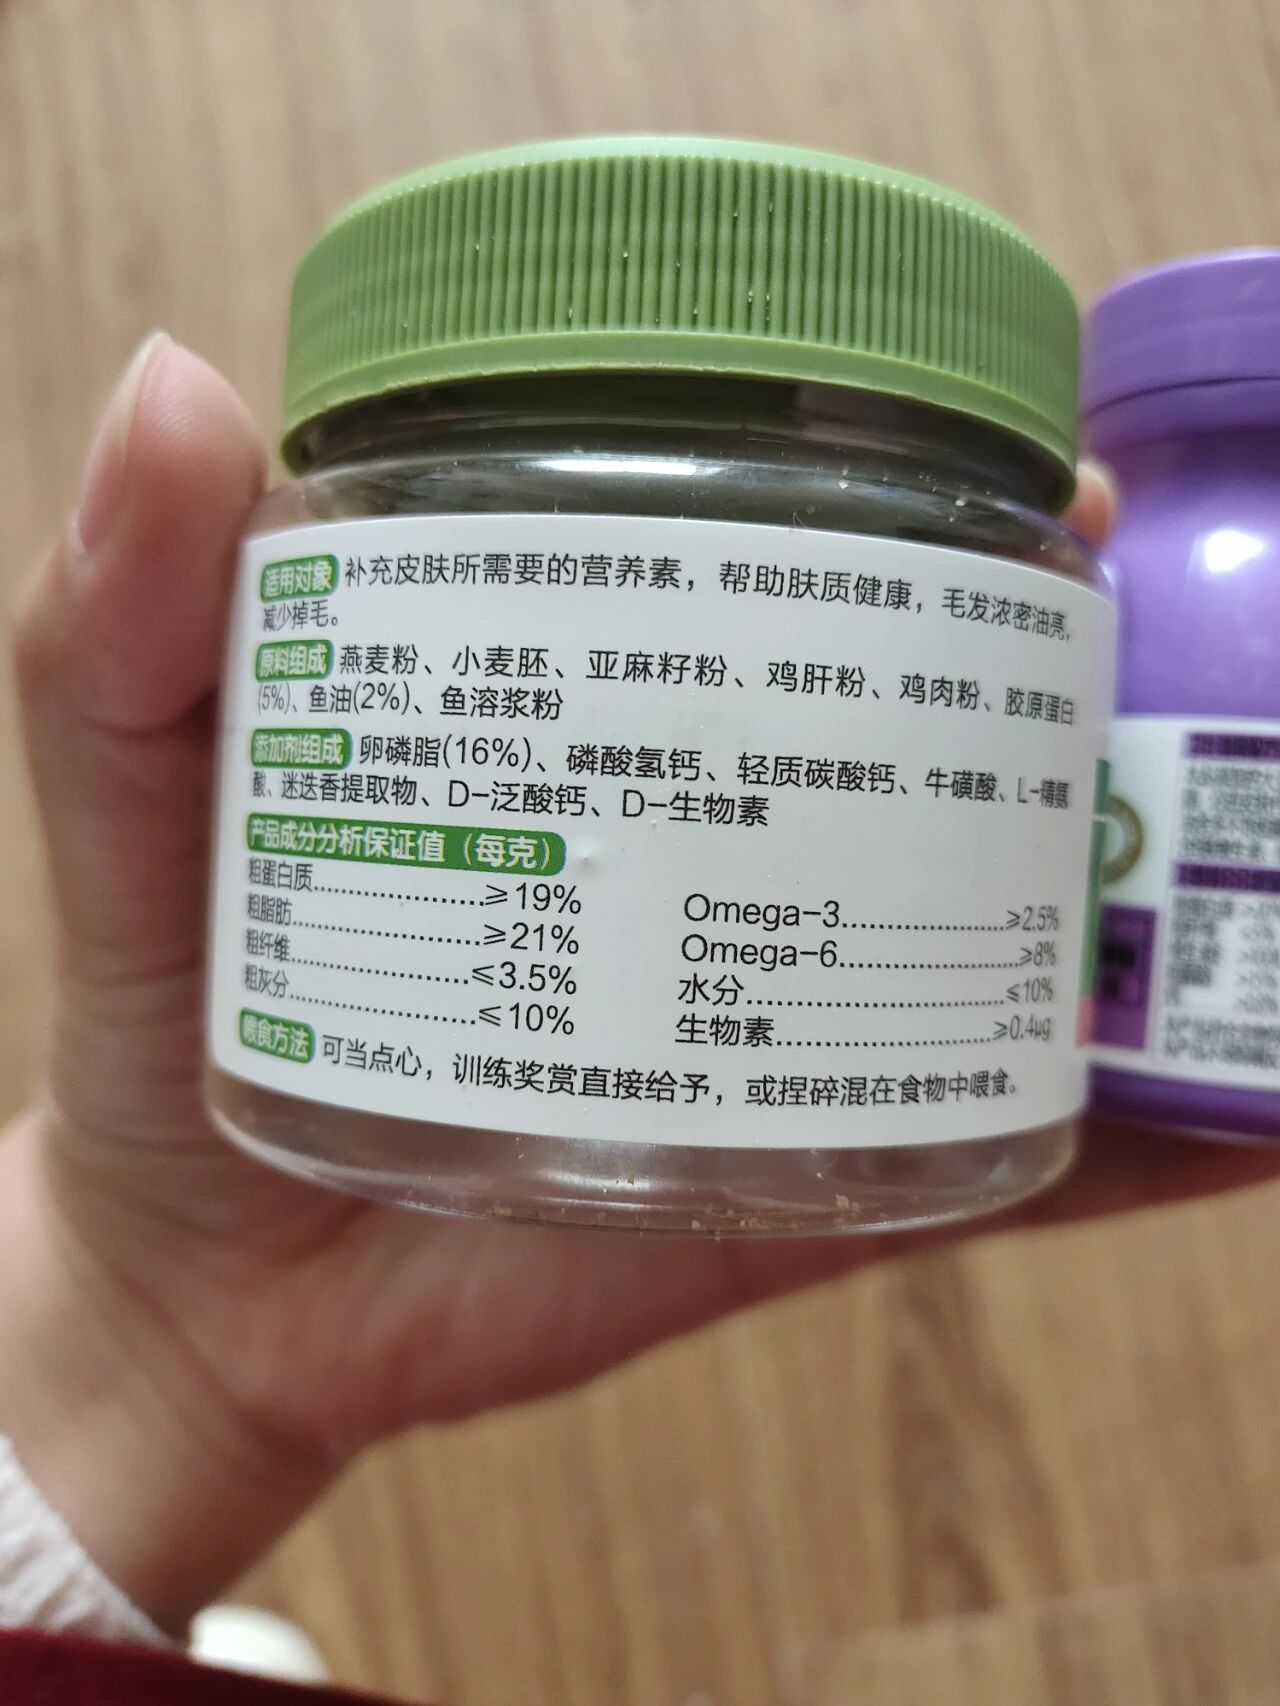 适用对象 补充皮肤所需要的营养素，帮助肤质健康，毛发浓密油亮，
减少掉毛。
原料组成 燕麦粉、小麦胚、亚麻籽粉、鸡肝粉、鸡肉粉、胶原蛋白
(5%)、鱼油(2%)、鱼溶浆粉
添加剂组成 卵磷脂(16%)、磷酸氢钙、轻质碳酸钙、牛磺酸、L-精氨
酸、迷迭香提取物、D-泛酸钙、D-生物素
产品成分分析保证值（每克）
粗蛋白质......................≥19%
粗脂肪........................≥21%
粗纤维........................≤3.5%
粗灰分........................≤10%
Omega-3....................≥2.5%
Omega-6....................≥8%
水分............................≤10%
生物素........................≥0.4μg
喂食方法 可当点心，训练奖赏直接给予，或捏碎混在食物中喂食。